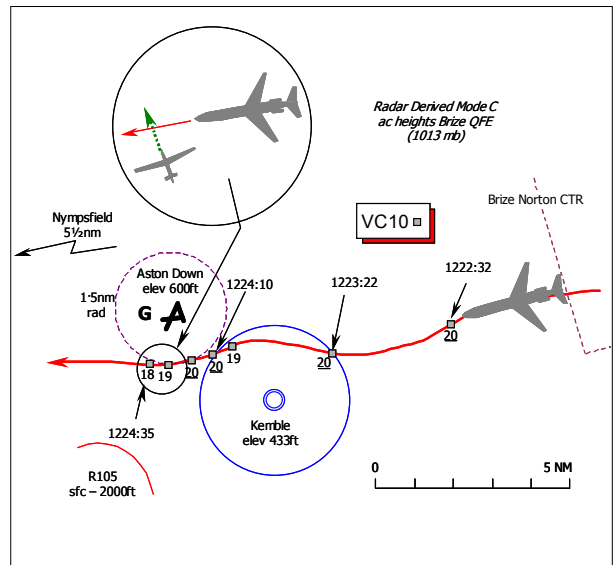 Radar Derived Mode C
ac heights Brize QFE
(1013 mb)
Brize Norton CTR
VC10
Nympsfield
5½nm
Aston Down
elev 600ft
1·5nm
rad
G
1224:10
1223:22
1222:32
18
19
20
20
19
20
20
1224:35
Kemble
elev 433ft
R105
sfc – 2000ft
0
5 NM